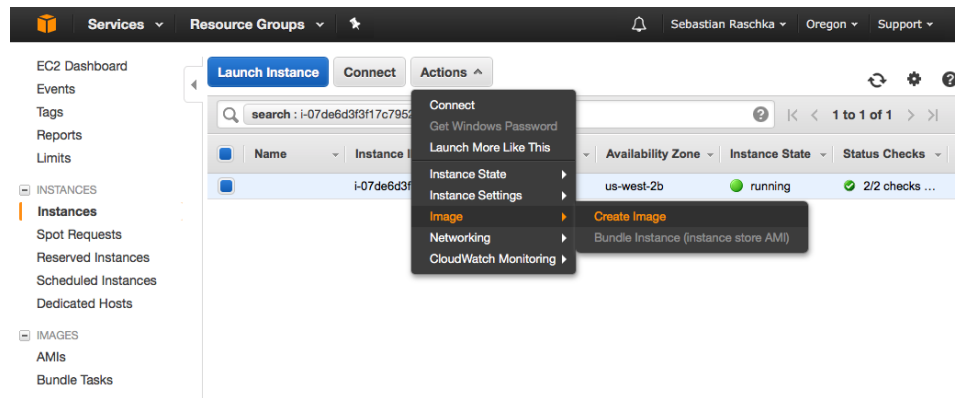 Services Resource Groups Sebastian Raschka Oregon Support
EC2 Dashboard
Events
Tags
Reports
Limits
INSTANCES
Instances
Spot Requests
Reserved Instances
Scheduled Instances
Dedicated Hosts
IMAGES
AMIs
Bundle Tasks
Launch Instance Connect Actions
search : i-07de6d3f3f17c795 1 to 1 of 1
Name Instance Availability Zone Instance State Status Checks
i-07de6d3f us-west-2b running 2/2 checks ...
Connect
Get Windows Password
Launch More Like This
Instance State
Instance Settings
Image
Networking
CloudWatch Monitoring
Create Image
Bundle Instance (instance store AMI)